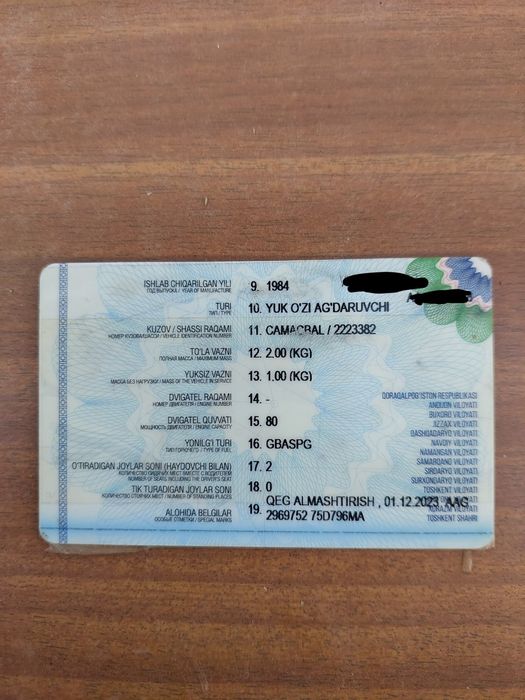 ISHLAB CHIQARILGAN YILI 9. 1984
ГОД ВЫПУСКА / YEAR OF MANUFACTURE
TURI 10. YUK O'ZI AG'DARUVCHI
ТИП / TYPE
KUZOV / SHASSI RAQAMI 11. CAMACBAL / 2223382
НОМЕР КУЗОВА/ШАССИ / VEHICLE IDENTIFICATION NUMBER
TO'LA VAZNI 12. 2.00 (KG)
ПОЛНАЯ МАССА / MAXIMUM MASS
YUKSIZ VAZNI 13. 1.00 (KG)
МАССА БЕЗ НАГРУЗКИ / MASS OF THE VEHICLE IN SERVICE
DVIGATEL RAQAMI 14. -
НОМЕР ДВИГАТЕЛЯ / ENGINE NUMBER
DVIGATEL QUVVATI 15. 80
МОЩНОСТЬ ДВИГАТЕЛЯ / ENGINE CAPACITY
YONILG'I TURI 16. GBASPG
ТИП ГОРЮЧЕГО / TYPE OF FUEL
O'TIRADIGAN JOYLAR SONI (HAYDOVCHI BILAN) 17. 2
КОЛИЧЕСТВО СИДЯЧИХ МЕСТ ВМЕСТЕ С ВОДИТЕЛЕМ
NUMBER OF SEATS INCLUDING THE DRIVER'S SEAT
TIK TURADIGAN JOYLAR SONI 18. 0
КОЛИЧЕСТВО СТОЯЧИХ МЕСТ / NUMBER OF STANDING PLACES
ALOHIDA BELGILAR 19. QEG ALMASHTIRISH , 01.12.2023, AAG
2969752 75D796MA
ОСОБЫЕ ОТМЕТКИ / SPECIAL MARKS
QORAQALPOG'ISTON RESPUBLIKASI
ANDIJON VILOYATI
BUXORO VILOYATI
JIZZAX VILOYATI
QASHQADARYO VILOYATI
NAVOIY VILOYATI
NAMANGAN VILOYATI
SAMARQAND VILOYATI
SIRDARYO VILOYATI
SURXONDARYO VILOYATI
TOSHKENT VILOYATI
XORAZM VILOYATI
TOSHKENT SHAHRI